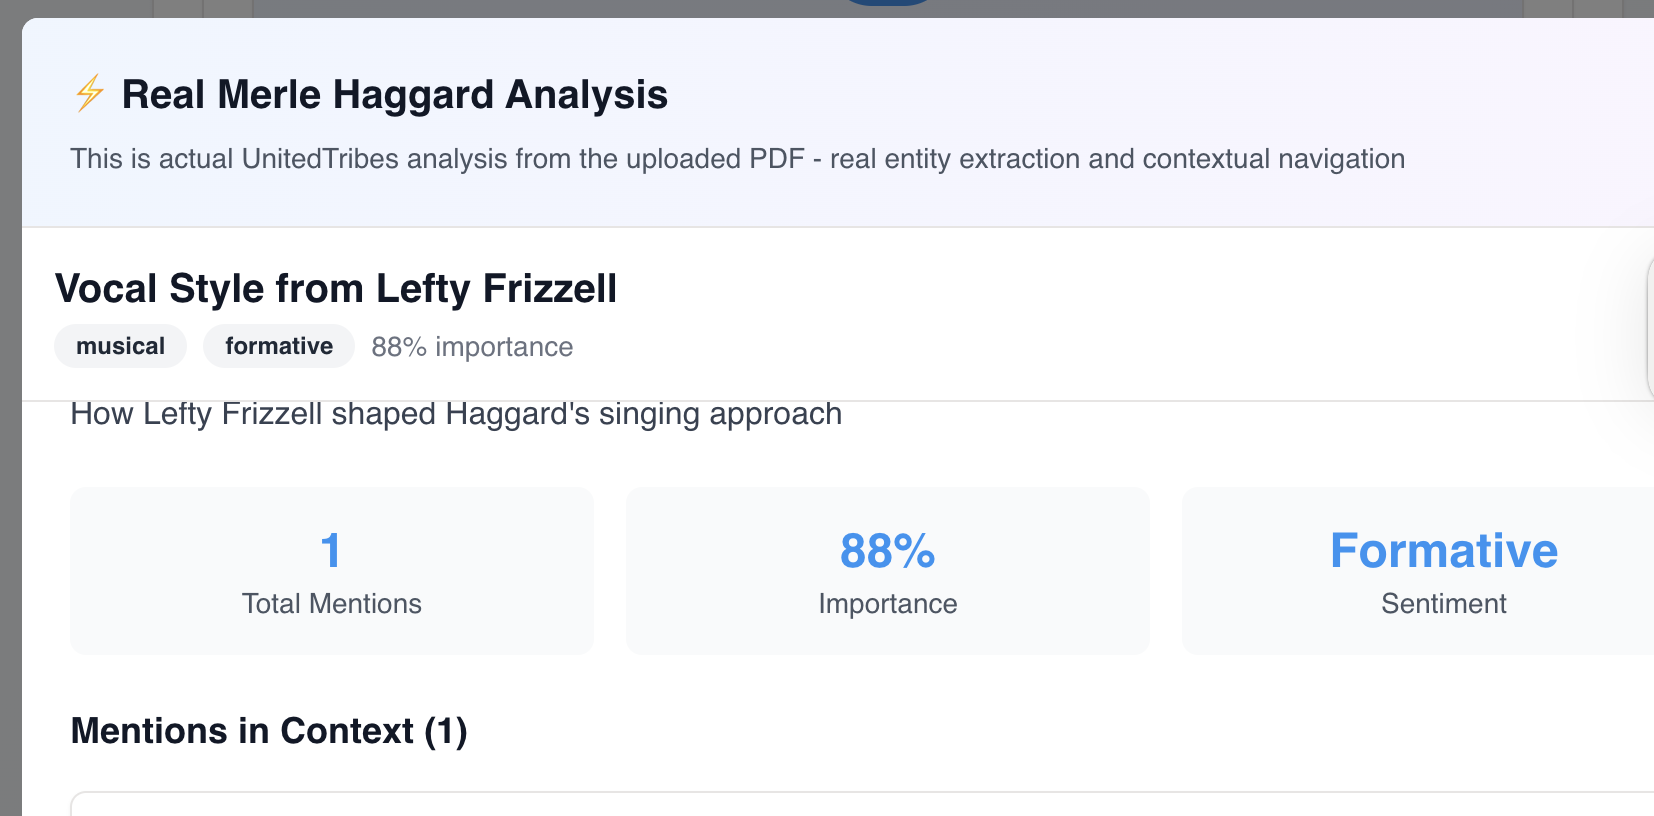 ⚡ Real Merle Haggard Analysis
This is actual UnitedTribes analysis from the uploaded PDF - real entity extraction and contextual navigation
Vocal Style from Lefty Frizzell
musical formative 88% importance
How Lefty Frizzell shaped Haggard's singing approach
1 88% Formative
Total Mentions Importance Sentiment
Mentions in Context (1)